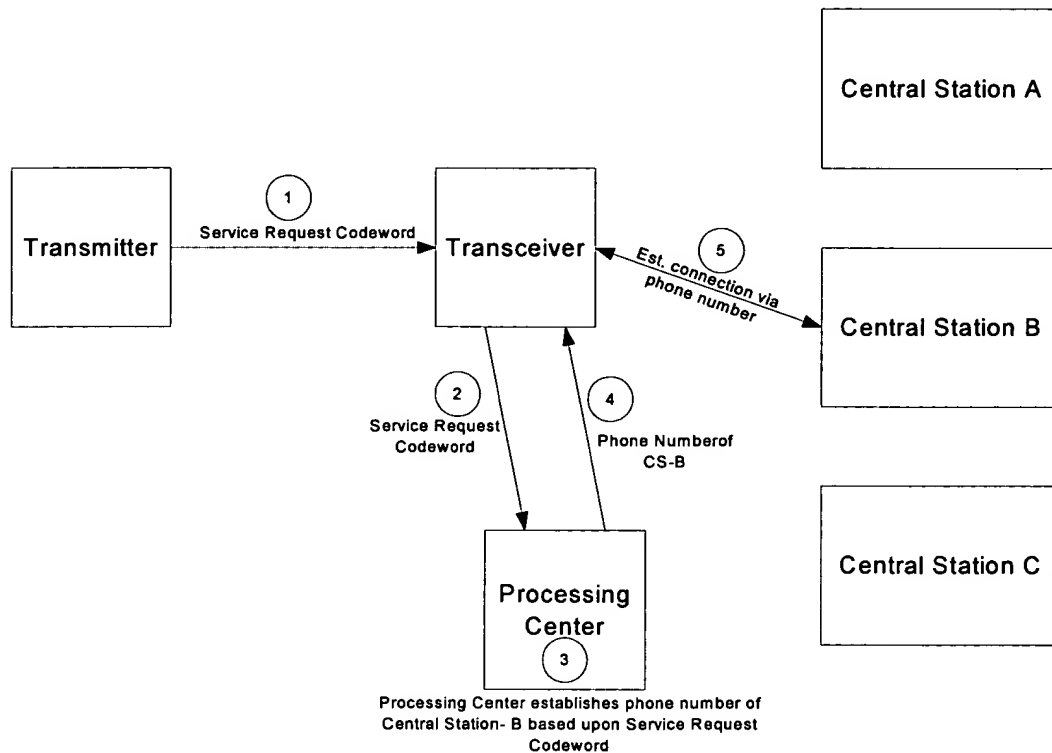 Central Station A
1
Service Request Codeword
Transmitter
Transceiver
5
Est. connection via
phone number
Central Station B
2
Service Request
Codeword
4
Phone Numberof
CS-B
Central Station C
Processing
Center
3
Processing Center establishes phone number of
Central Station- B based upon Service Request
Codeword